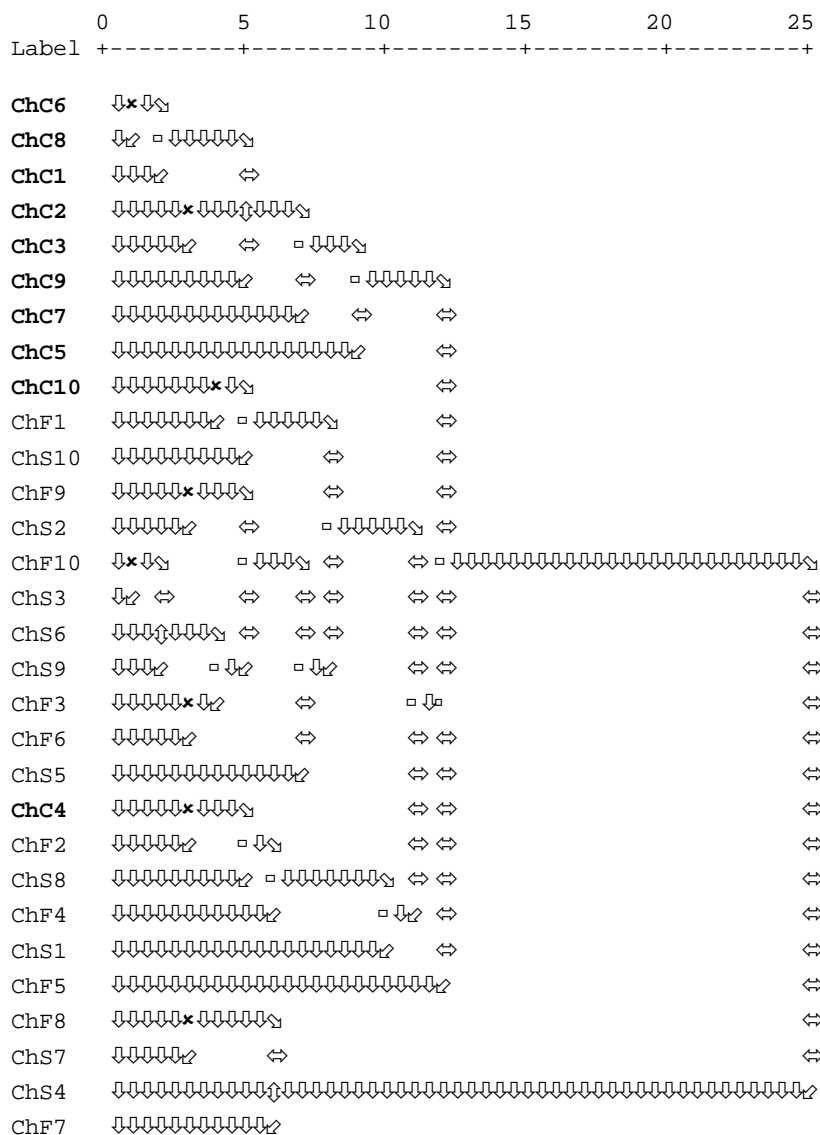 0 5 10 15 20 25
Label +---------+---------+---------+---------+---------+
ChC6
ChC8
ChC1
ChC2
ChC3
ChC9
ChC7
ChC5
ChC10
ChF1
ChS10
ChF9
ChS2
ChF10
ChS3
ChS6
ChS9
ChF3
ChF6
ChS5
ChC4
ChF2
ChS8
ChF4
ChS1
ChF5
ChF8
ChS7
ChS4
ChF7